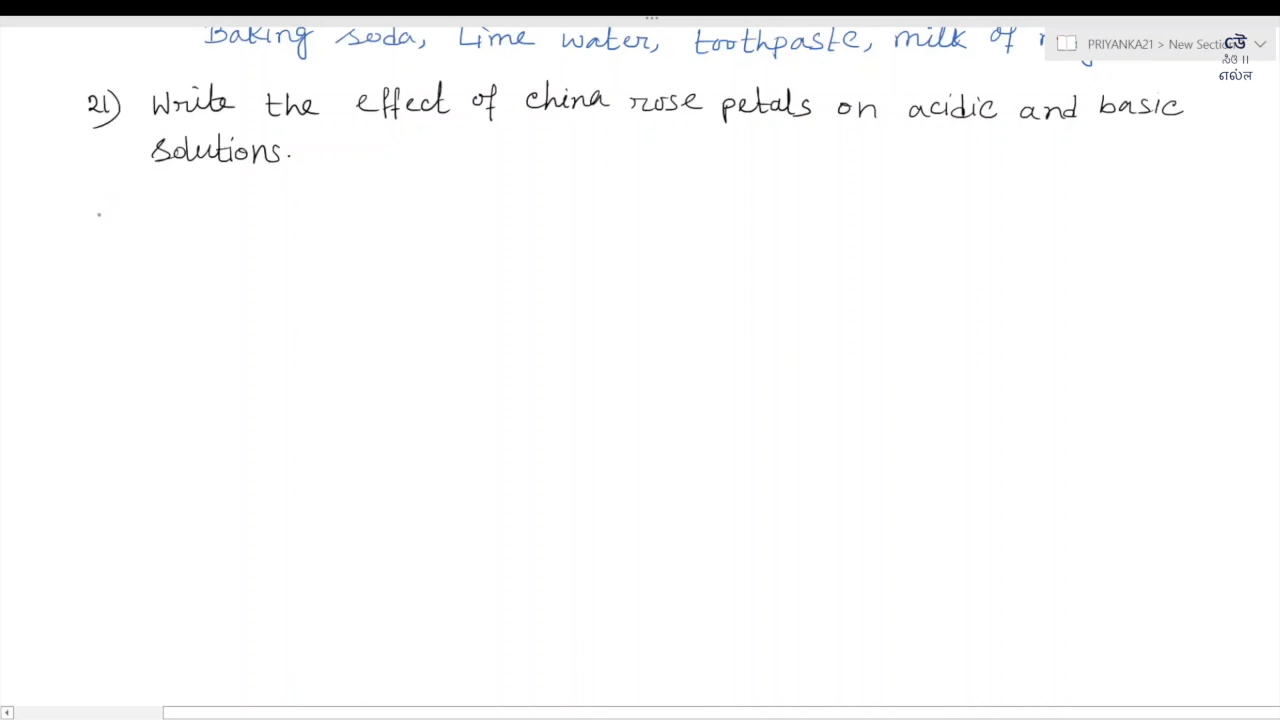 Baking soda, Lime water, toothpaste, milk of
PRIYANKA21 > New Section
21) Write the effect of china rose petals on acidic and basic
solutions.